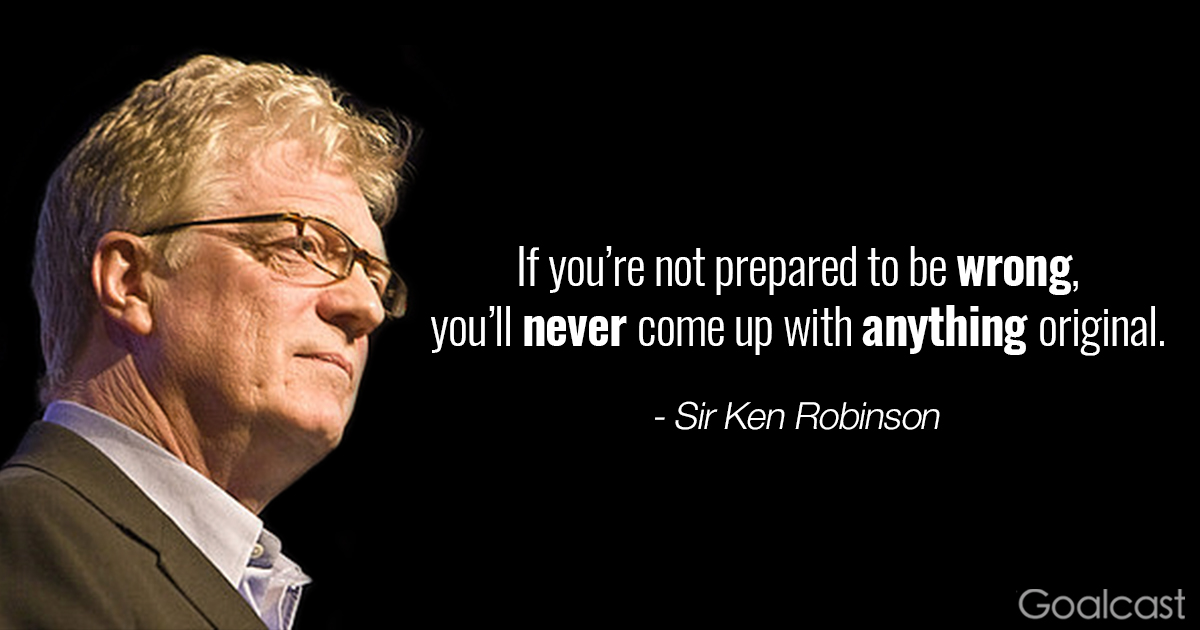 If you’re not prepared to be wrong,
you’ll never come up with anything original.
- Sir Ken Robinson
Goalcast